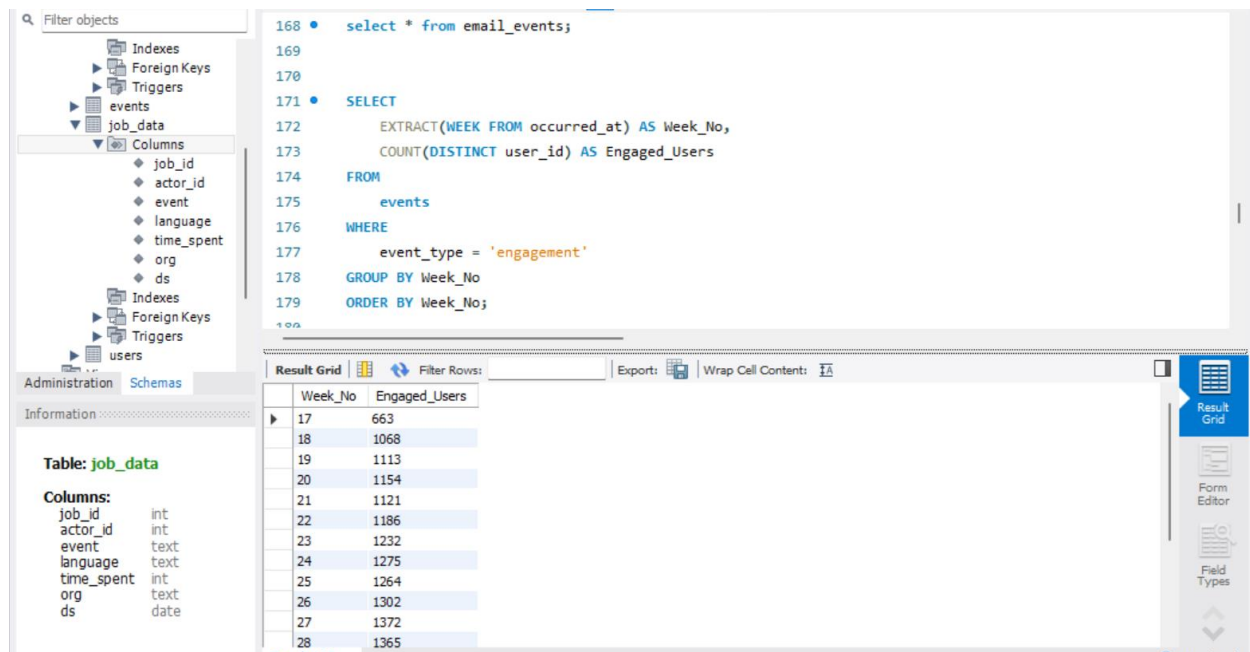 Filter objects
Indexes
Foreign Keys
Triggers
events
job_data
Columns
job_id
actor_id
event
language
time_spent
org
ds
Indexes
Foreign Keys
Triggers
users
Administration Schemas
Information
Table: job_data
Columns:
job_id int
actor_id int
event text
language text
time_spent int
org text
ds date
168 select * from email_events;
169
170
171 SELECT
172 EXTRACT(WEEK FROM occurred_at) AS Week_No,
173 COUNT(DISTINCT user_id) AS Engaged_Users
174 FROM
175 events
176 WHERE
177 event_type = 'engagement'
178 GROUP BY Week_No
179 ORDER BY Week_No;
180
Result Grid Filter Rows: Export: Wrap Cell Content: IA
Week_No Engaged_Users
17 663
18 1068
19 1113
20 1154
21 1121
22 1186
23 1232
24 1275
25 1264
26 1302
27 1372
28 1365
Result
Grid
Form
Editor
Field
Types